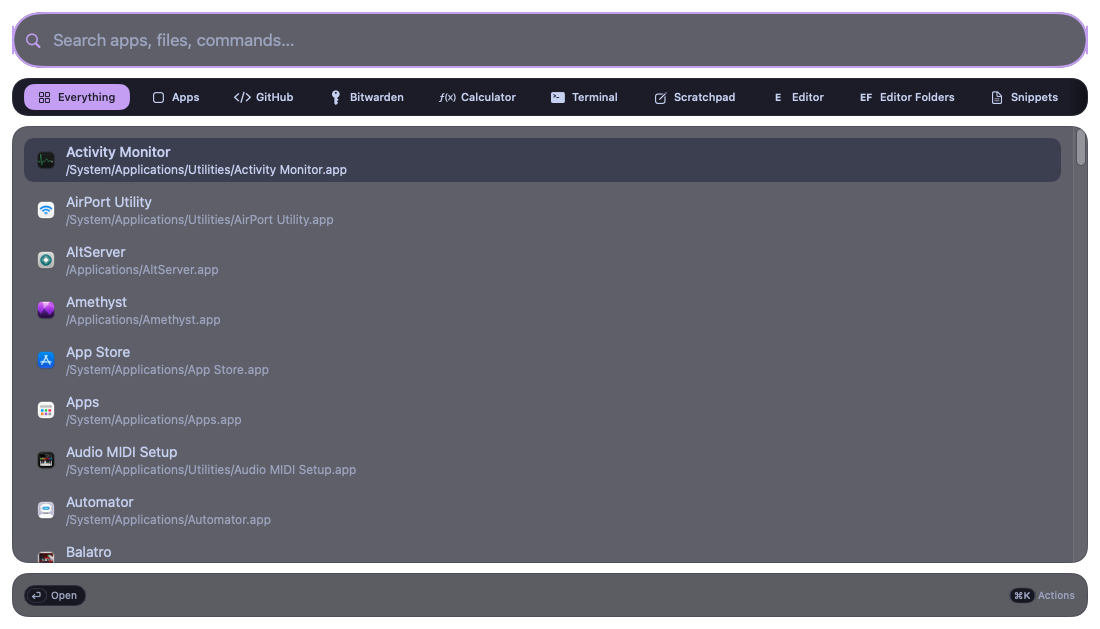 Search apps, files, commands...
Everything Apps </> GitHub Bitwarden ƒ(x) Calculator Terminal Scratchpad E Editor EF Editor Folders Snippets
Activity Monitor
/System/Applications/Utilities/Activity Monitor.app
AirPort Utility
/System/Applications/Utilities/AirPort Utility.app
AltServer
/Applications/AltServer.app
Amethyst
/Applications/Amethyst.app
App Store
/System/Applications/App Store.app
Apps
/System/Applications/Apps.app
Audio MIDI Setup
/System/Applications/Utilities/Audio MIDI Setup.app
Automator
/System/Applications/Automator.app
Balatro
Open ⌘K Actions